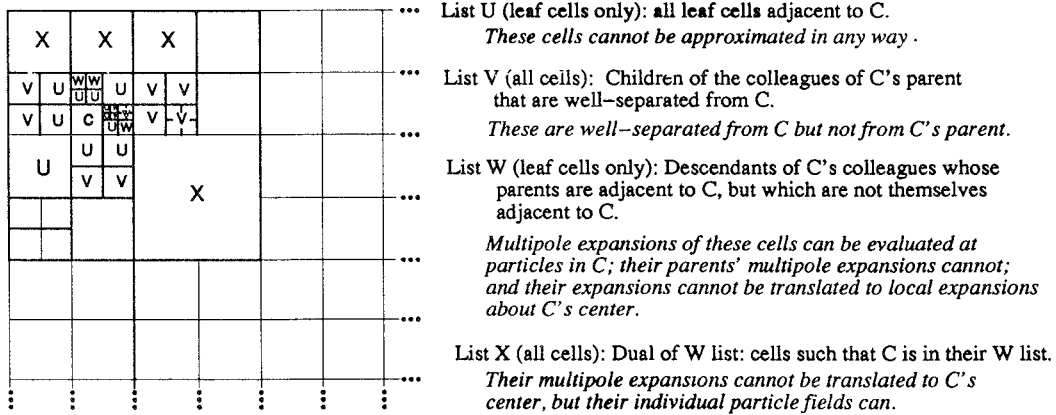 List U (leaf cells only): all leaf cells adjacent to C.
These cells cannot be approximated in any way .
List V (all cells): Children of the colleagues of C's parent
that are well–separated from C.
These are well–separated from C but not from C's parent.
List W (leaf cells only): Descendants of C's colleagues whose
parents are adjacent to C, but which are not themselves
adjacent to C.
Multipole expansions of these cells can be evaluated at
particles in C; their parents' multipole expansions cannot;
and their expansions cannot be translated to local expansions
about C's center.
List X (all cells): Dual of W list: cells such that C is in their W list.
Their multipole expansions cannot be translated to C's
center, but their individual particle fields can.
X X X
V U W W U V V
U U
V U C V V
U W
U U U
V V
X